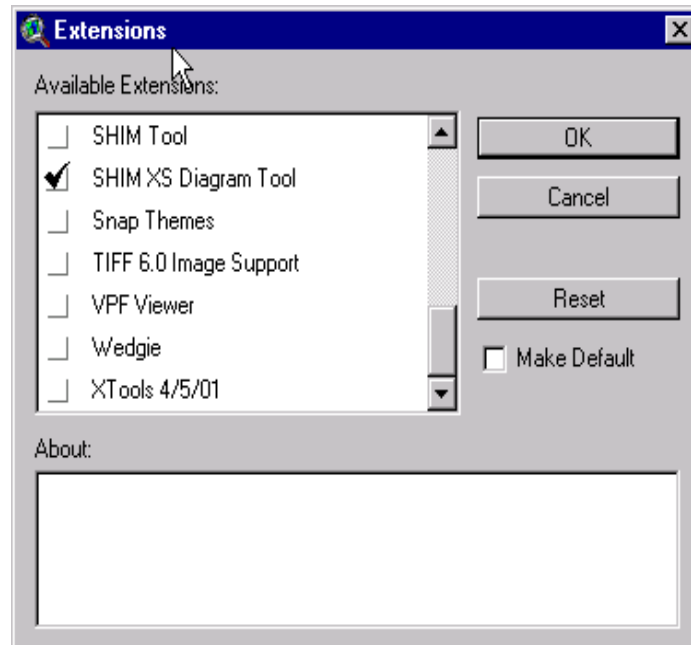 Extensions
Available Extensions:
SHIM Tool
SHIM XS Diagram Tool
Snap Themes
TIFF 6.0 Image Support
VPF Viewer
Wedgie
XTools 4/5/01
OK
Cancel
Reset
Make Default
About: